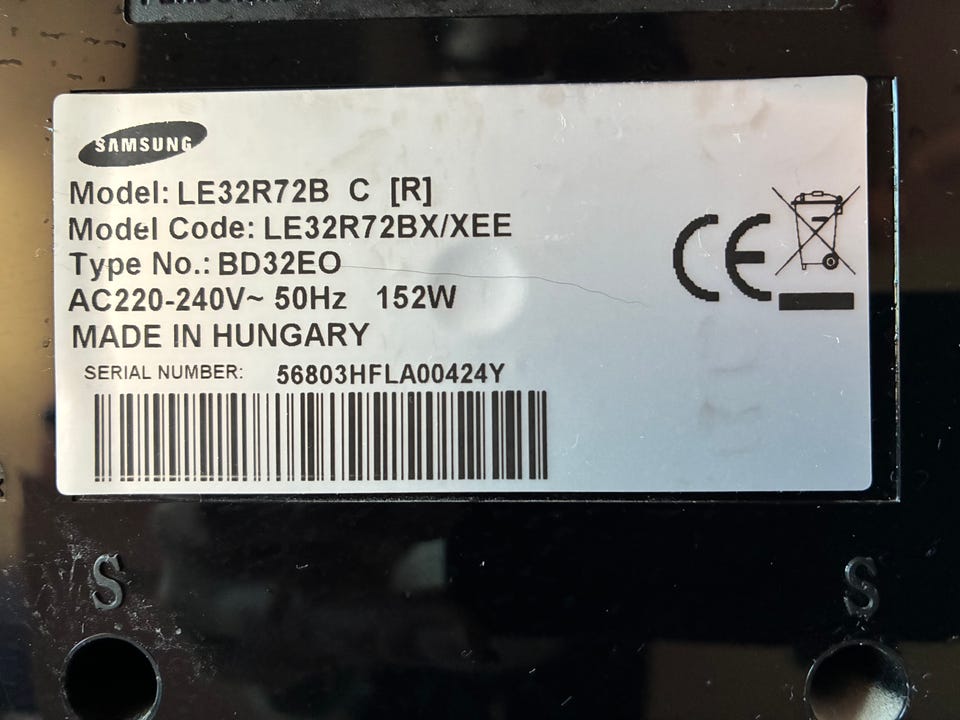 SAMSUNG
Model: LE32R72B C [R]
Model Code: LE32R72BX/XEE
Type No.: BD32EO
AC220-240V~ 50Hz 152W
MADE IN HUNGARY
SERIAL NUMBER: 56803HFLA00424Y
CE
S S